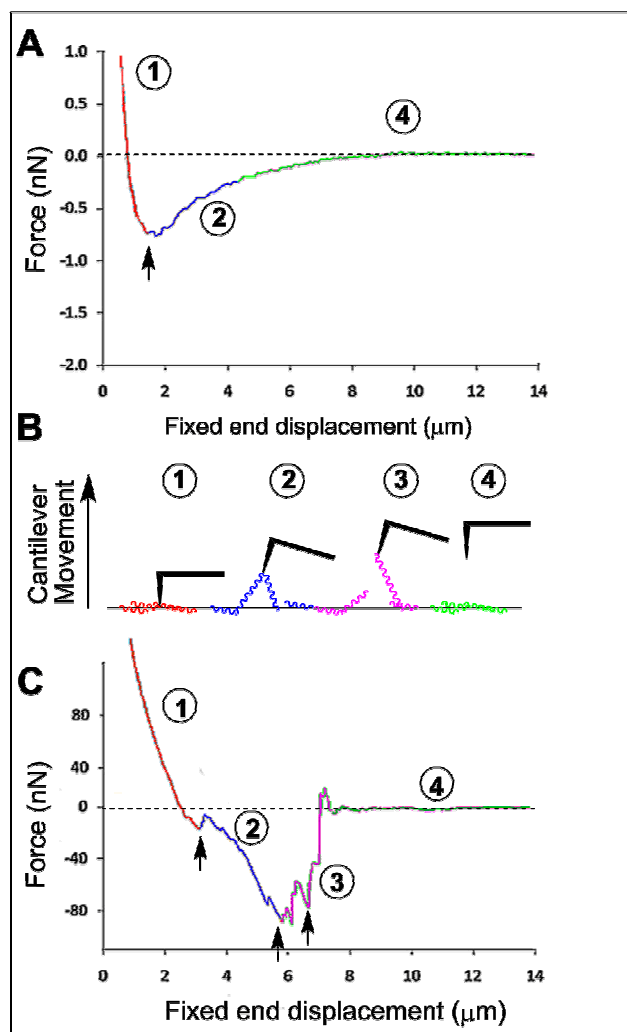 A
1.0
0.5
0.0
-0.5
-1.0
-1.5
-2.0
Force (nN)
1
2
4
0 2 4 6 8 10 12 14
Fixed end displacement (μm)
B
Cantilever
Movement
1 2 3 4
C
80
40
0
-40
-80
Force (nN)
1
2
3
4
0 2 4 6 8 10 12 14
Fixed end displacement (μm)